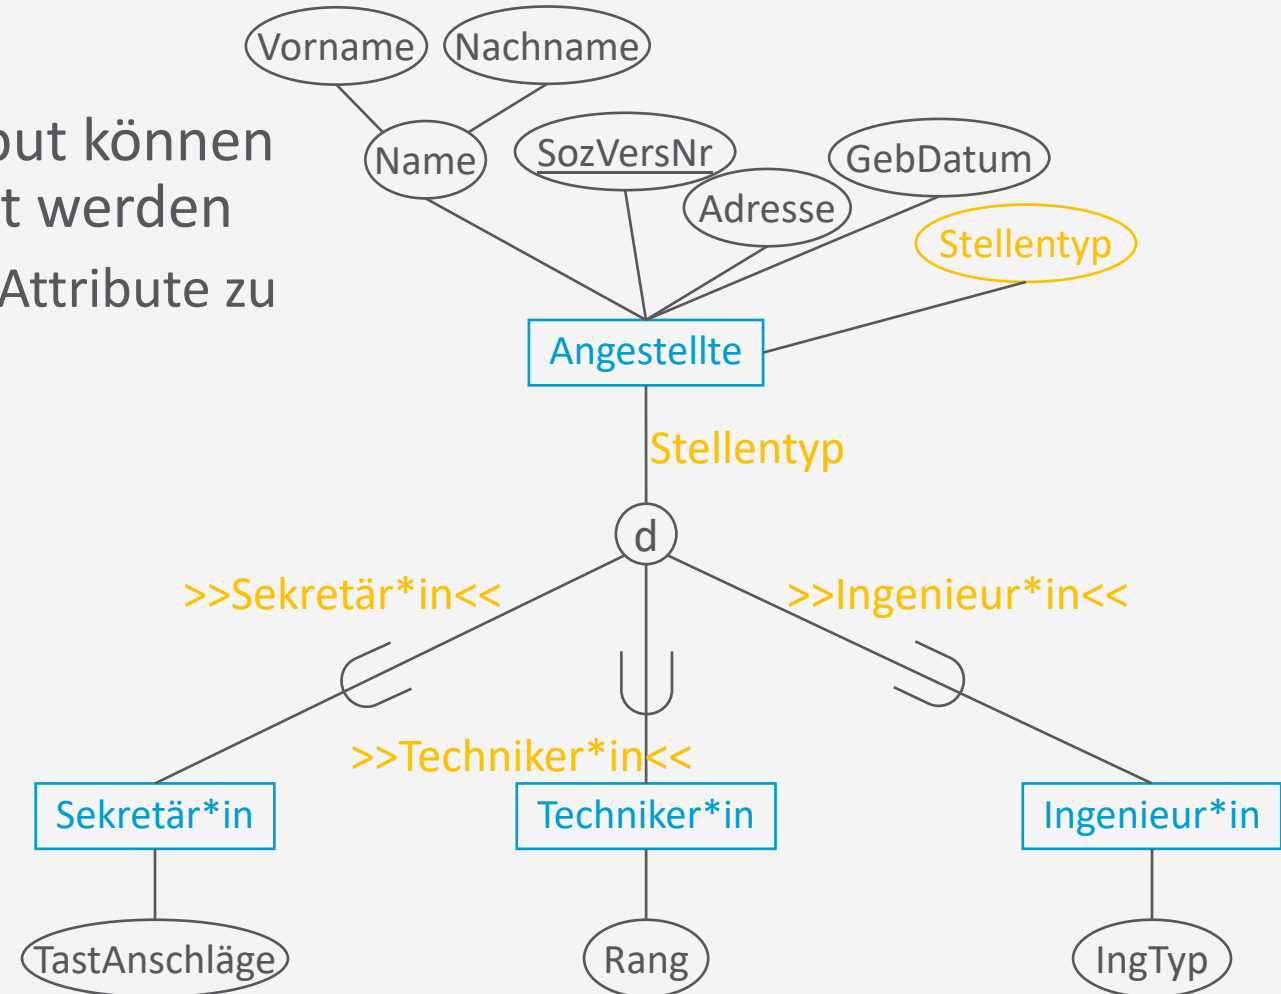 Vorname
Nachname
können
Name
SozVersNr
GebDatum
werden
Adresse
Stellentyp
Attribute zu
Angestellte
Stellentyp
d
>>Sekretär*in<<
>>Ingenieur*in<<
>>Techniker*in<<
Sekretär*in
Techniker*in
Ingenieur*in
TastAnschläge
Rang
IngTyp